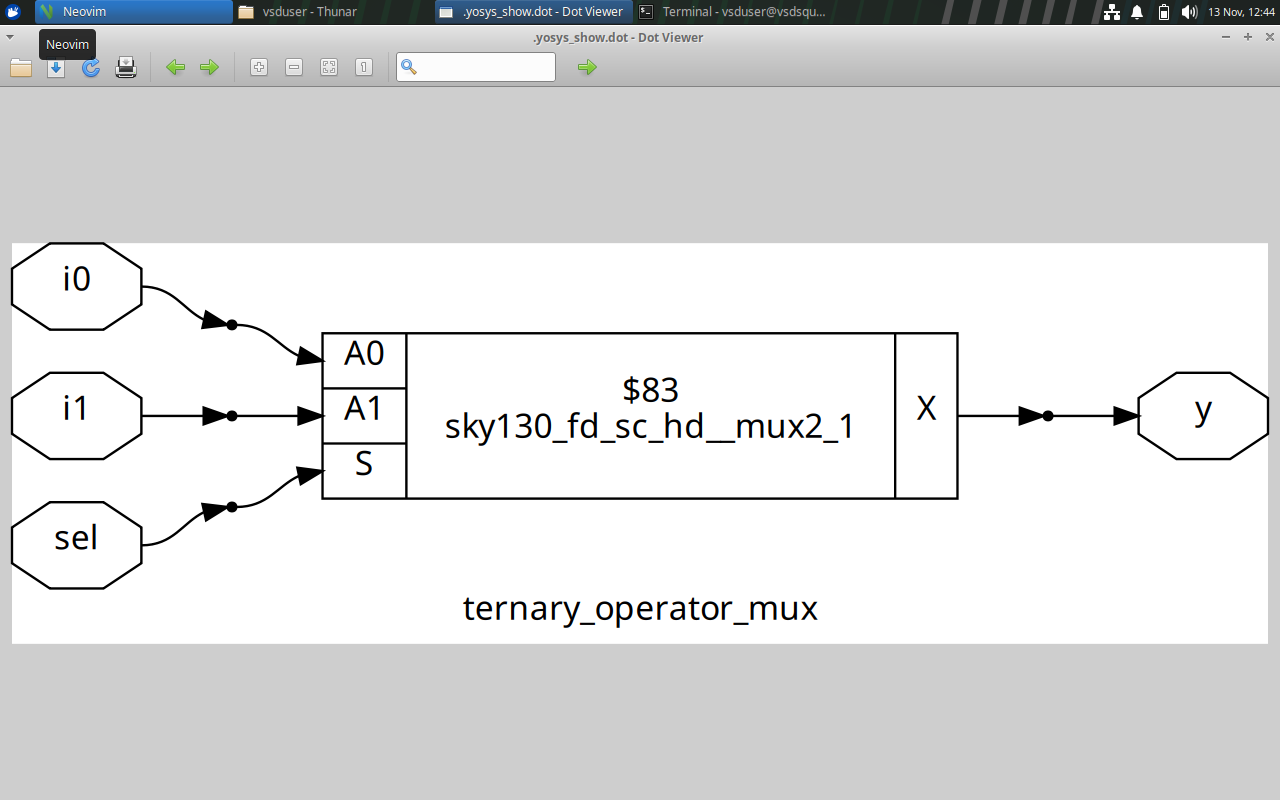 Neovim
vsduser - Thunar
.yosys_show.dot - Dot Viewer
Terminal - vsduser@vsdsqu...
13 Nov, 12:44
.yosys_show.dot - Dot Viewer
Neovim
1
i0
i1
sel
A0
A1
S
$83
sky130_fd_sc_hd__mux2_1
X
y
ternary_operator_mux